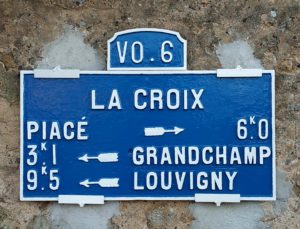 VO.6
LA CROIX
PIACÉ → 6K0
3K1 ← GRANDCHAMP
9K5 ← LOUVIGNY